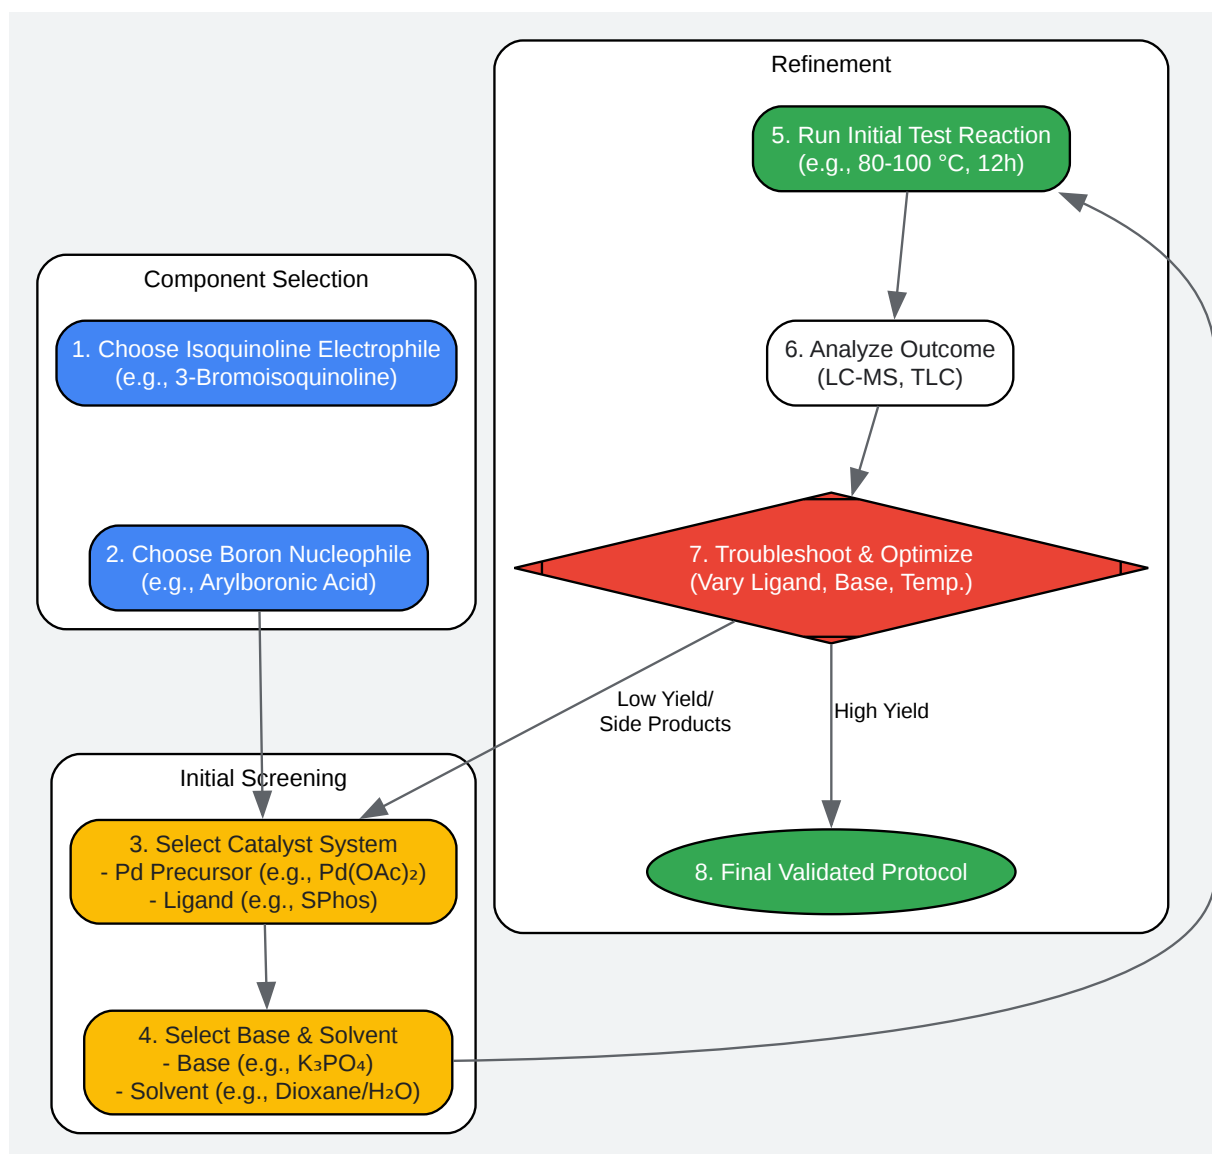 Component Selection
1. Choose Isoquinoline Electrophile
(e.g., 3-Bromoisoquinoline)
2. Choose Boron Nucleophile
(e.g., Arylboronic Acid)
Initial Screening
3. Select Catalyst System
- Pd Precursor (e.g., Pd(OAc)₂)
- Ligand (e.g., SPhos)
4. Select Base & Solvent
- Base (e.g., K₃PO₄)
- Solvent (e.g., Dioxane/H₂O)
Refinement
5. Run Initial Test Reaction
(e.g., 80-100 °C, 12h)
6. Analyze Outcome
(LC-MS, TLC)
7. Troubleshoot & Optimize
(Vary Ligand, Base, Temp.)
Low Yield/
Side Products
High Yield
8. Final Validated Protocol